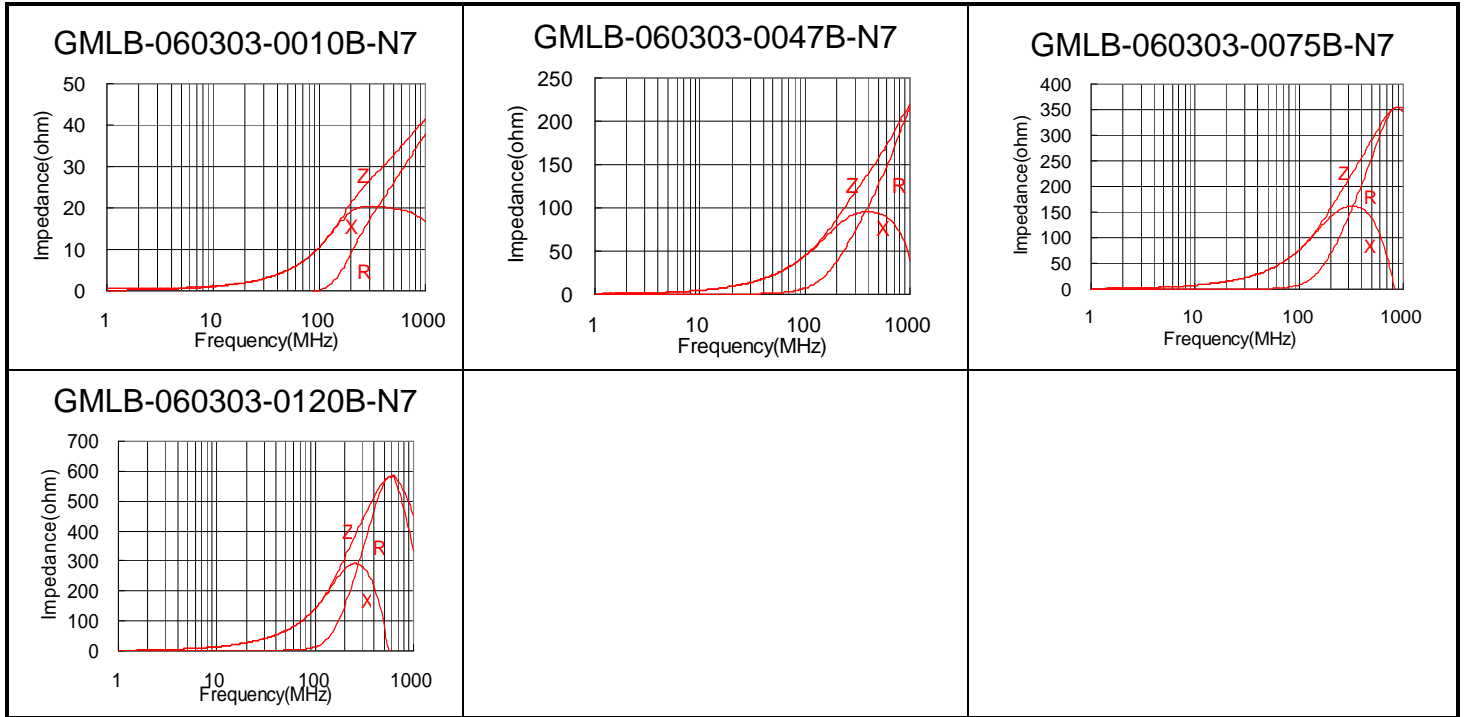 GMLB-060303-0010B-N7
50
40
30
20
10
0
Impedance(ohm)
Z
X
R
1 10 100 1000
Frequency(MHz)
GMLB-060303-0047B-N7
250
200
150
100
50
0
Impedance(ohm)
Z R
X
1 10 100 1000
Frequency(MHz)
GMLB-060303-0075B-N7
400
350
300
250
200
150
100
50
0
Impedance(ohm)
Z
R
X
1 10 100 1000
Frequency(MHz)
GMLB-060303-0120B-N7
700
600
500
400
300
200
100
0
Impedance(ohm)
Z
R
X
1 10 100 1000
Frequency(MHz)